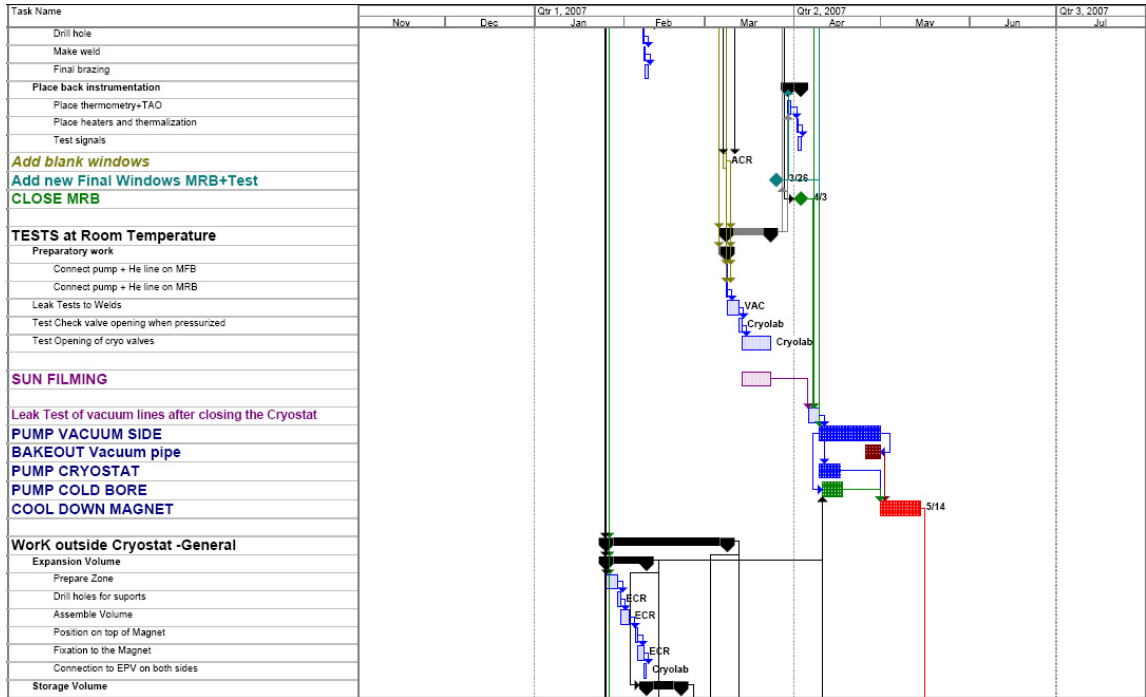 Task Name
Qtr 1, 2007 Qtr 2, 2007 Qtr 3, 2007
Nov Dec Jan Feb Mar Apr May Jun Jul
Drill hole
Make weld
Final brazing
Place back instrumentation
Place thermometry+TAO
Place heaters and thermalization
Test signals
Add blank windows ACR
Add new Final Windows MRB+Test 3/26
CLOSE MRB 4/3
TESTS at Room Temperature
Preparatory work
Connect pump + He line on MFB
Connect pump + He line on MRB
Leak Tests to Welds VAC
Test Check valve opening when pressurized Cryolab
Test Opening of cryo valves Cryolab
SUN FILMING
Leak Test of vacuum lines after closing the Cryostat
PUMP VACUUM SIDE
BAKEOUT Vacuum pipe
PUMP CRYOSTAT
PUMP COLD BORE
COOL DOWN MAGNET 5/14
WorK outside Cryostat -General
Expansion Volume
Prepare Zone
Drill holes for suports ECR
Assemble Volume ECR
Position on top of Magnet
Fixation to the Magnet ECR
Connection to EPV on both sides Cryolab
Storage Volume